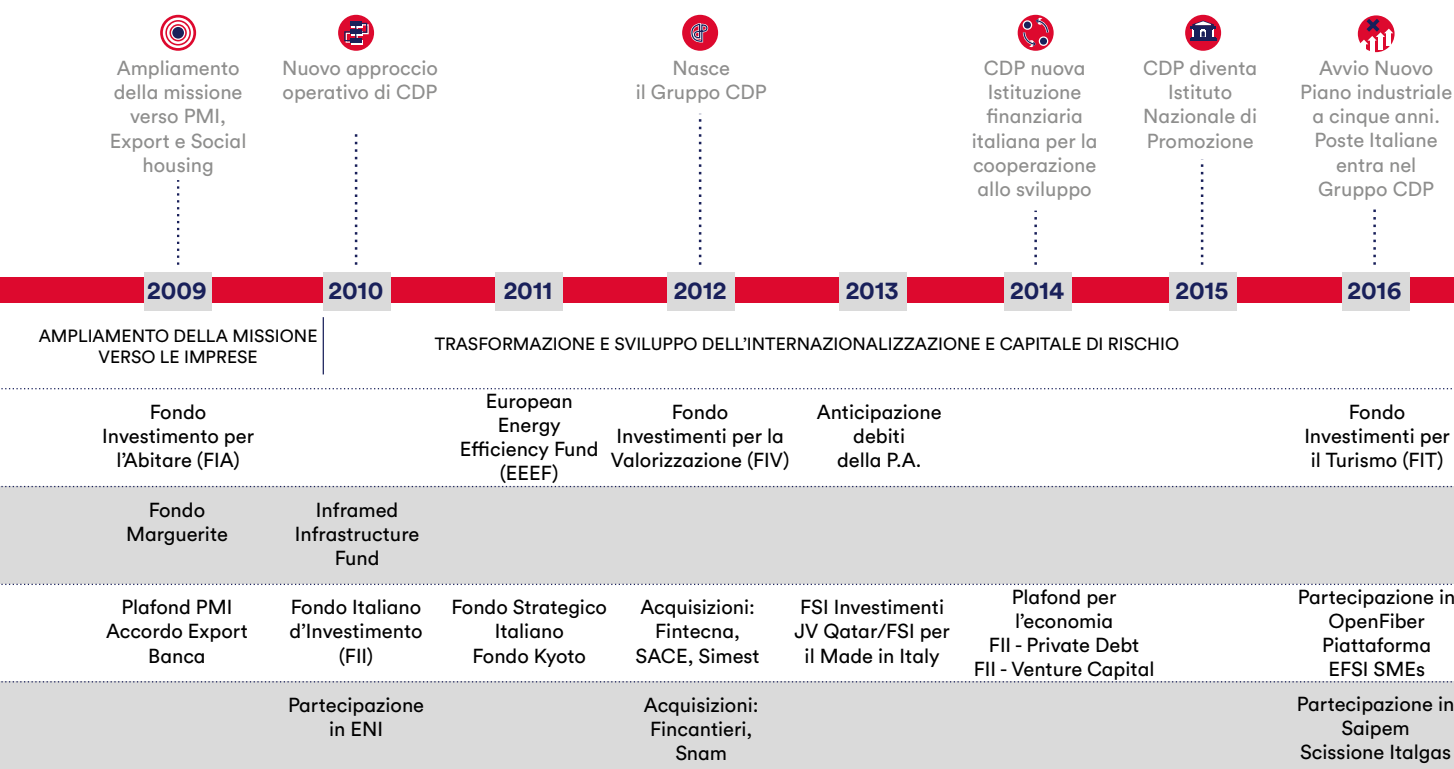 Ampliamento
della missione
verso PMI,
Export e Social
housing
Nuovo approccio
operativo di CDP
Nasce
il Gruppo CDP
CDP nuova
Istituzione
finanziaria
italiana per la
cooperazione
allo sviluppo
CDP diventa
Istituto
Nazionale di
Promozione
Avvio Nuovo
Piano industriale
a cinque anni.
Poste Italiane
entra nel
Gruppo CDP
2009
2010
2011
2012
2013
2014
2015
2016
AMPLIAMENTO DELLA MISSIONE
VERSO LE IMPRESE
TRASFORMAZIONE E SVILUPPO DELL'INTERNAZIONALIZZAZIONE E CAPITALE DI RISCHIO
Fondo
Investimento per
l'Abitare (FIA)
European
Energy
Efficiency Fund
(EEEF)
Fondo
Investimenti per la
Valorizzazione (FIV)
Anticipazione
debiti
della P.A.
Fondo
Investimenti per
il Turismo (FIT)
Fondo
Marguerite
Inframed
Infrastructure
Fund
Plafond PMI
Accordo Export
Banca
Fondo Italiano
d'Investimento
(FII)
Fondo Strategico
Italiano
Fondo Kyoto
Acquisizioni:
Fintecna,
SACE, Simest
FSI Investimenti
JV Qatar/FSI per
il Made in Italy
Plafond per
l'economia
FII - Private Debt
FII - Venture Capital
Partecipazione in
OpenFiber
Piattaforma
EFSI SMEs
Partecipazione
in ENI
Acquisizioni:
Fincantieri,
Snam
Partecipazione in
Saipem
Scissione Italgas